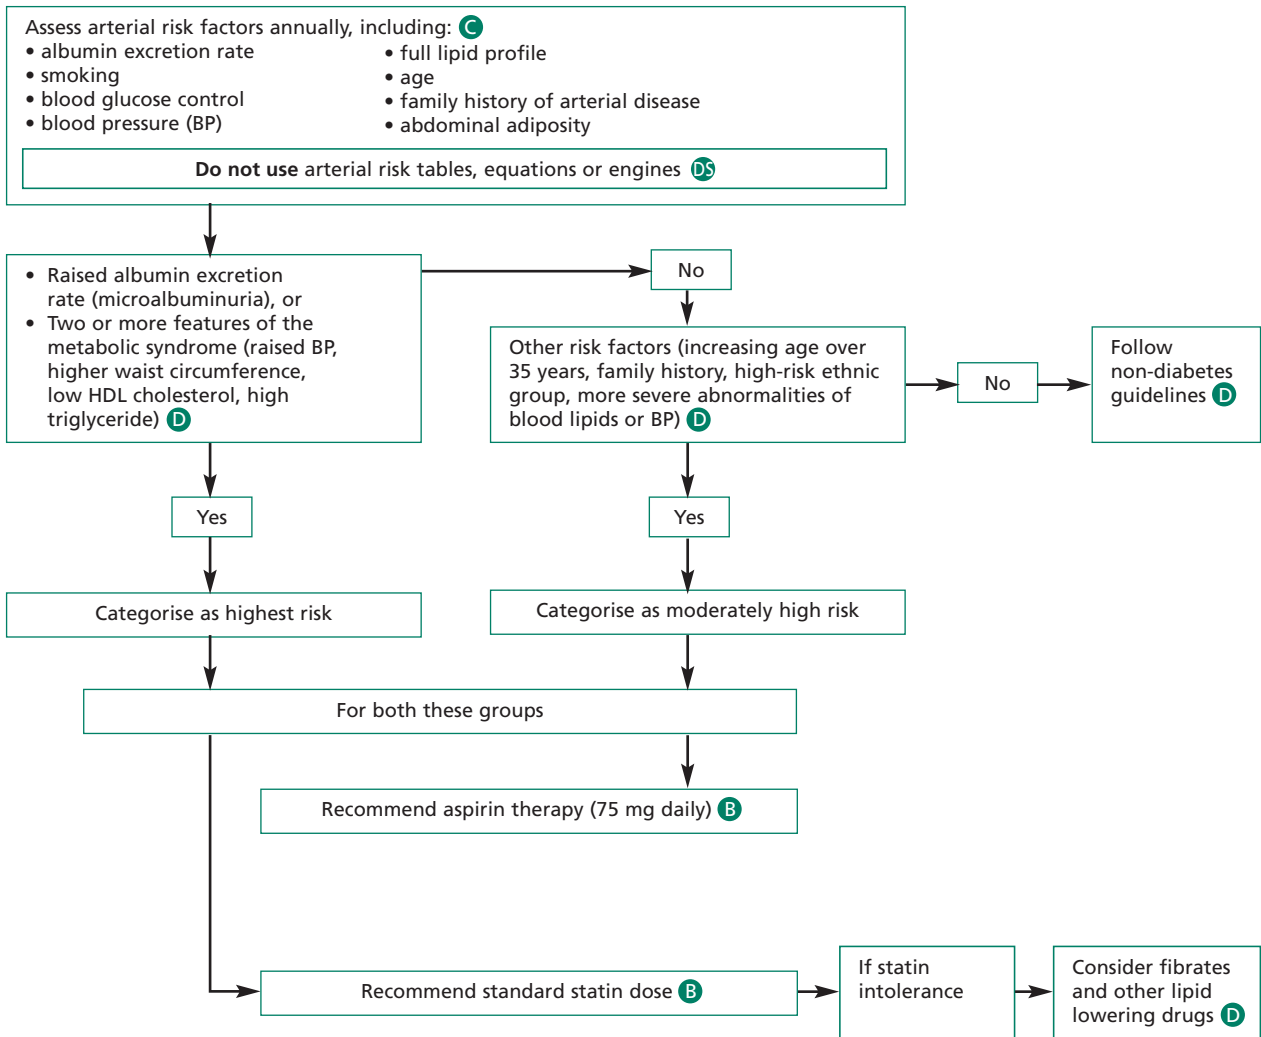 Assess arterial risk factors annually, including: C
• albumin excretion rate
• smoking
• blood glucose control
• blood pressure (BP)
• full lipid profile
• age
• family history of arterial disease
• abdominal adiposity
Do not use arterial risk tables, equations or engines DS
• Raised albumin excretion
rate (microalbuminuria), or
• Two or more features of the
metabolic syndrome (raised BP,
higher waist circumference,
low HDL cholesterol, high
triglyceride) D
No
Other risk factors (increasing age over
35 years, family history, high-risk ethnic
group, more severe abnormalities of
blood lipids or BP) D
No
Follow
non-diabetes
guidelines D
Yes
Yes
Categorise as highest risk
Categorise as moderately high risk
For both these groups
Recommend aspirin therapy (75 mg daily) B
Recommend standard statin dose B
If statin
intolerance
Consider fibrates
and other lipid
lowering drugs D